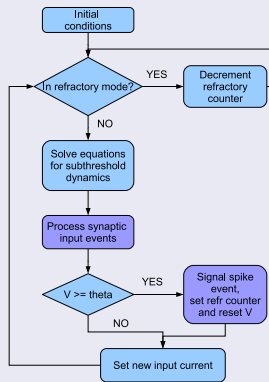 Initial
conditions
In refractory mode?
YES
Decrement
refractory
counter
NO
Solve equations
for subthreshold
dynamics
Process synaptic
input events
V >= theta
YES
Signal spike
event,
set refr counter
and reset V
NO
Set new input current